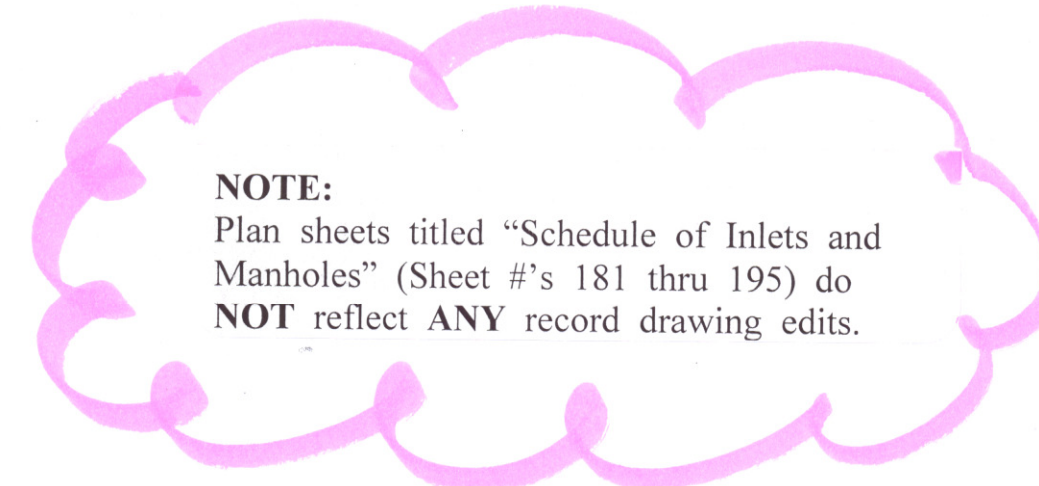 NOTE:
Plan sheets titled “Schedule of Inlets and
Manholes” (Sheet #’s 181 thru 195) do
NOT reflect ANY record drawing edits.